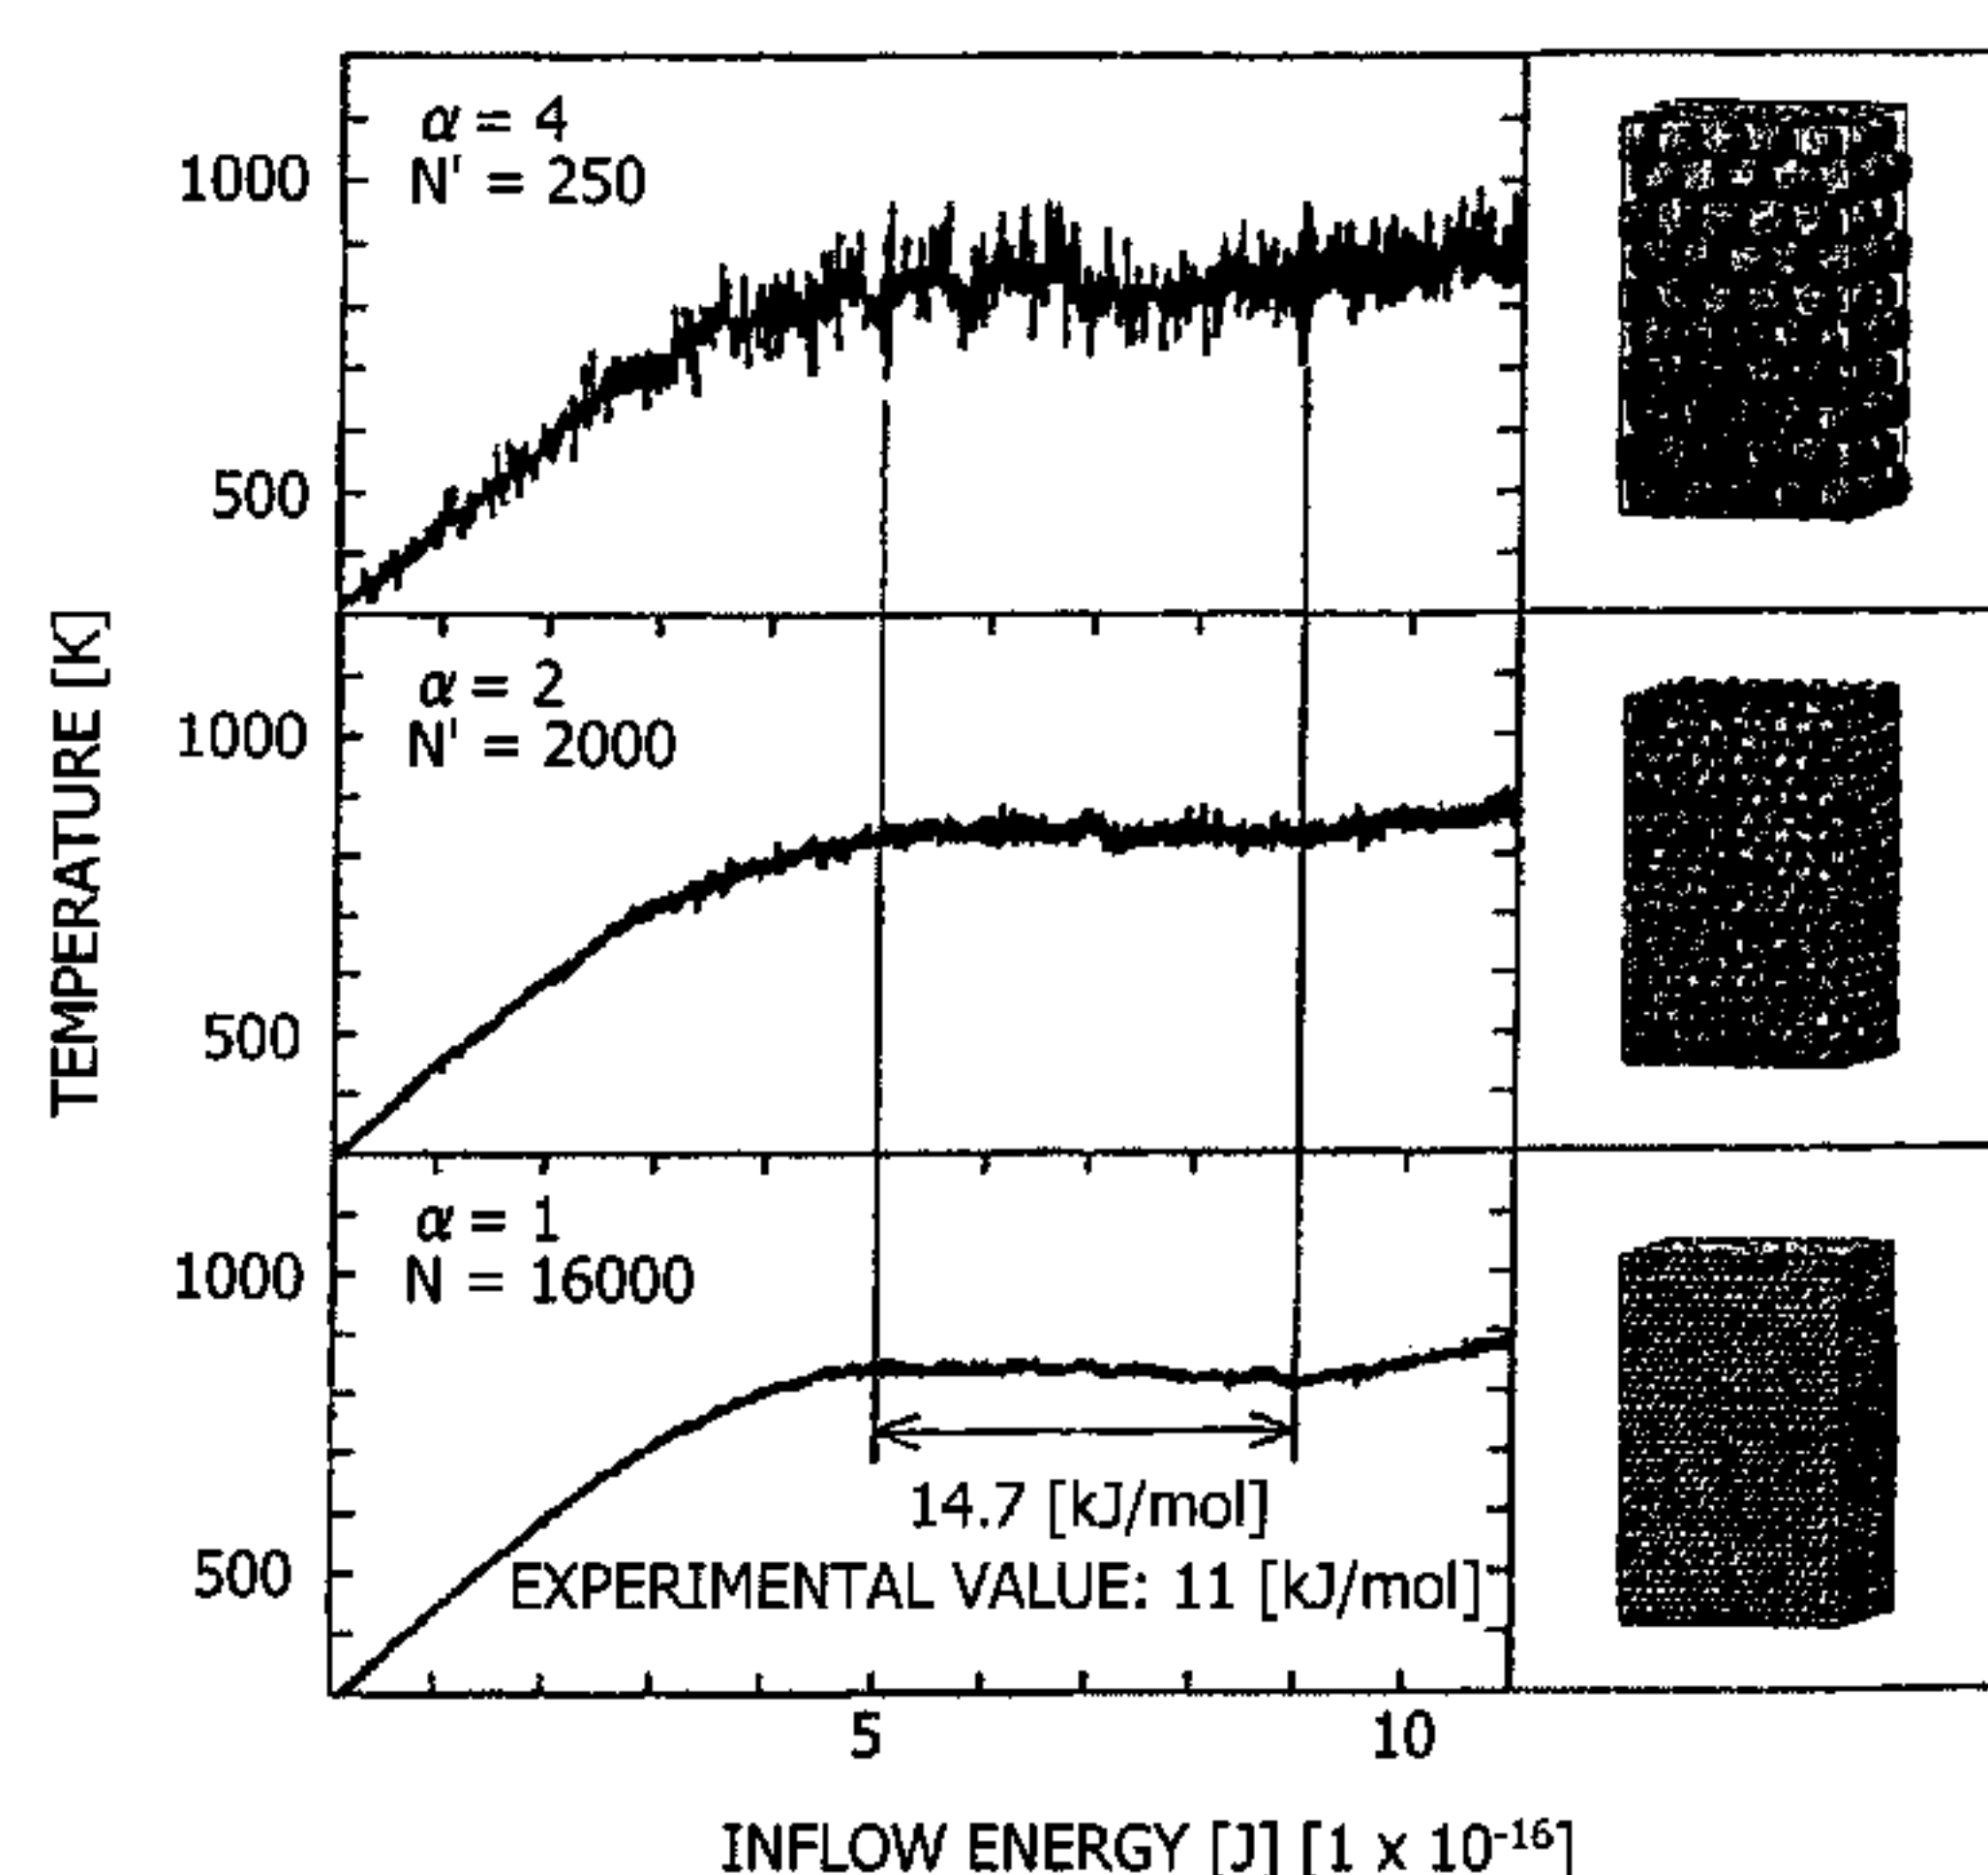 TEMPERATURE [K]
α = 4
N' = 250
1000
500
α = 2
N' = 2000
1000
500
α = 1
N = 16000
1000
500
14.7 [kJ/mol]
EXPERIMENTAL VALUE: 11 [kJ/mol]
5 10
INFLOW ENERGY [J] [1 x 10⁻¹⁶]